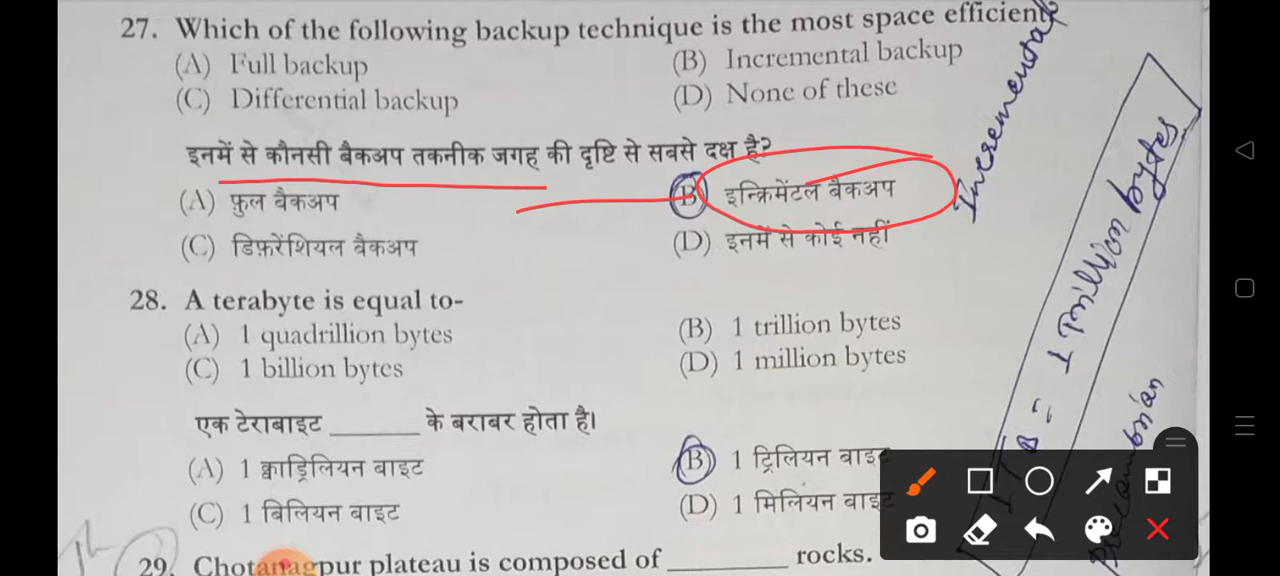 27. Which of the following backup technique is the most space efficient?
(A) Full backup (B) Incremental backup
(C) Differential backup (D) None of these
इनमें से कौनसी बैकअप तकनीक जगह की दृष्टि से सबसे दक्ष है?
(A) फ़ुल बैकअप (B) इन्क्रिमेंटल बैकअप
(C) डिफ़रेंशियल बैकअप (D) इनमें से कोई नहीं
Incremental
28. A terabyte is equal to-
(A) 1 quadrillion bytes (B) 1 trillion bytes
(C) 1 billion bytes (D) 1 million bytes
एक टेराबाइट ______ के बराबर होता है।
(A) 1 क्वाड्रिलियन बाइट (B) 1 ट्रिलियन बाइट
(C) 1 बिलियन बाइट (D) 1 मिलियन बाइट
1 TB = 1 Trillion bytes
Precambrian
29. Chotanagpur plateau is composed of ________ rocks.